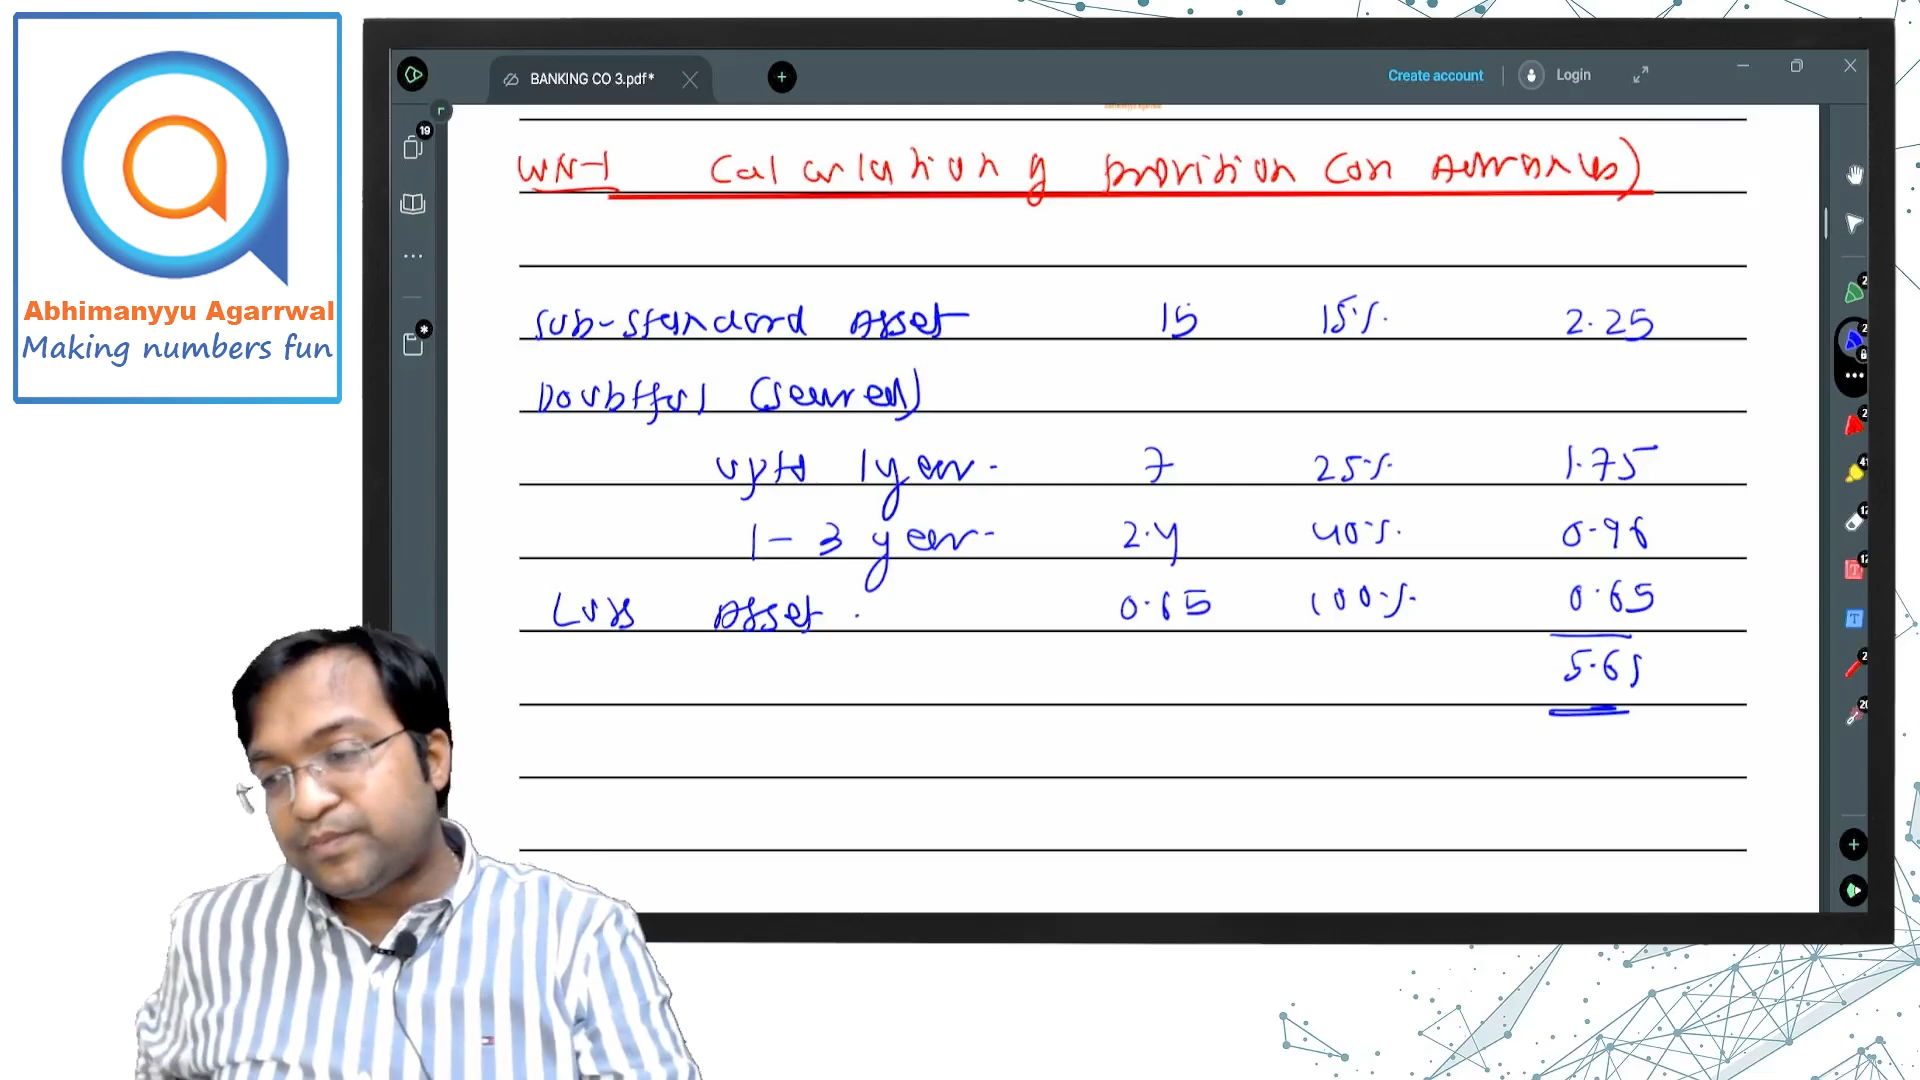 Abhimanyyu Agarrwal
Making numbers fun
BANKING CO 3.pdf*
Create account
Login
19
WN-1 Calculation of provision (on Advances)
Sub-standard Asset 15 15% 2.25
Doubtful (secured)
upto 1 year- 7 25% 1.75
1-3 year- 2.4 40% 0.96
Loss Asset 0.65 100% 0.65
5.61